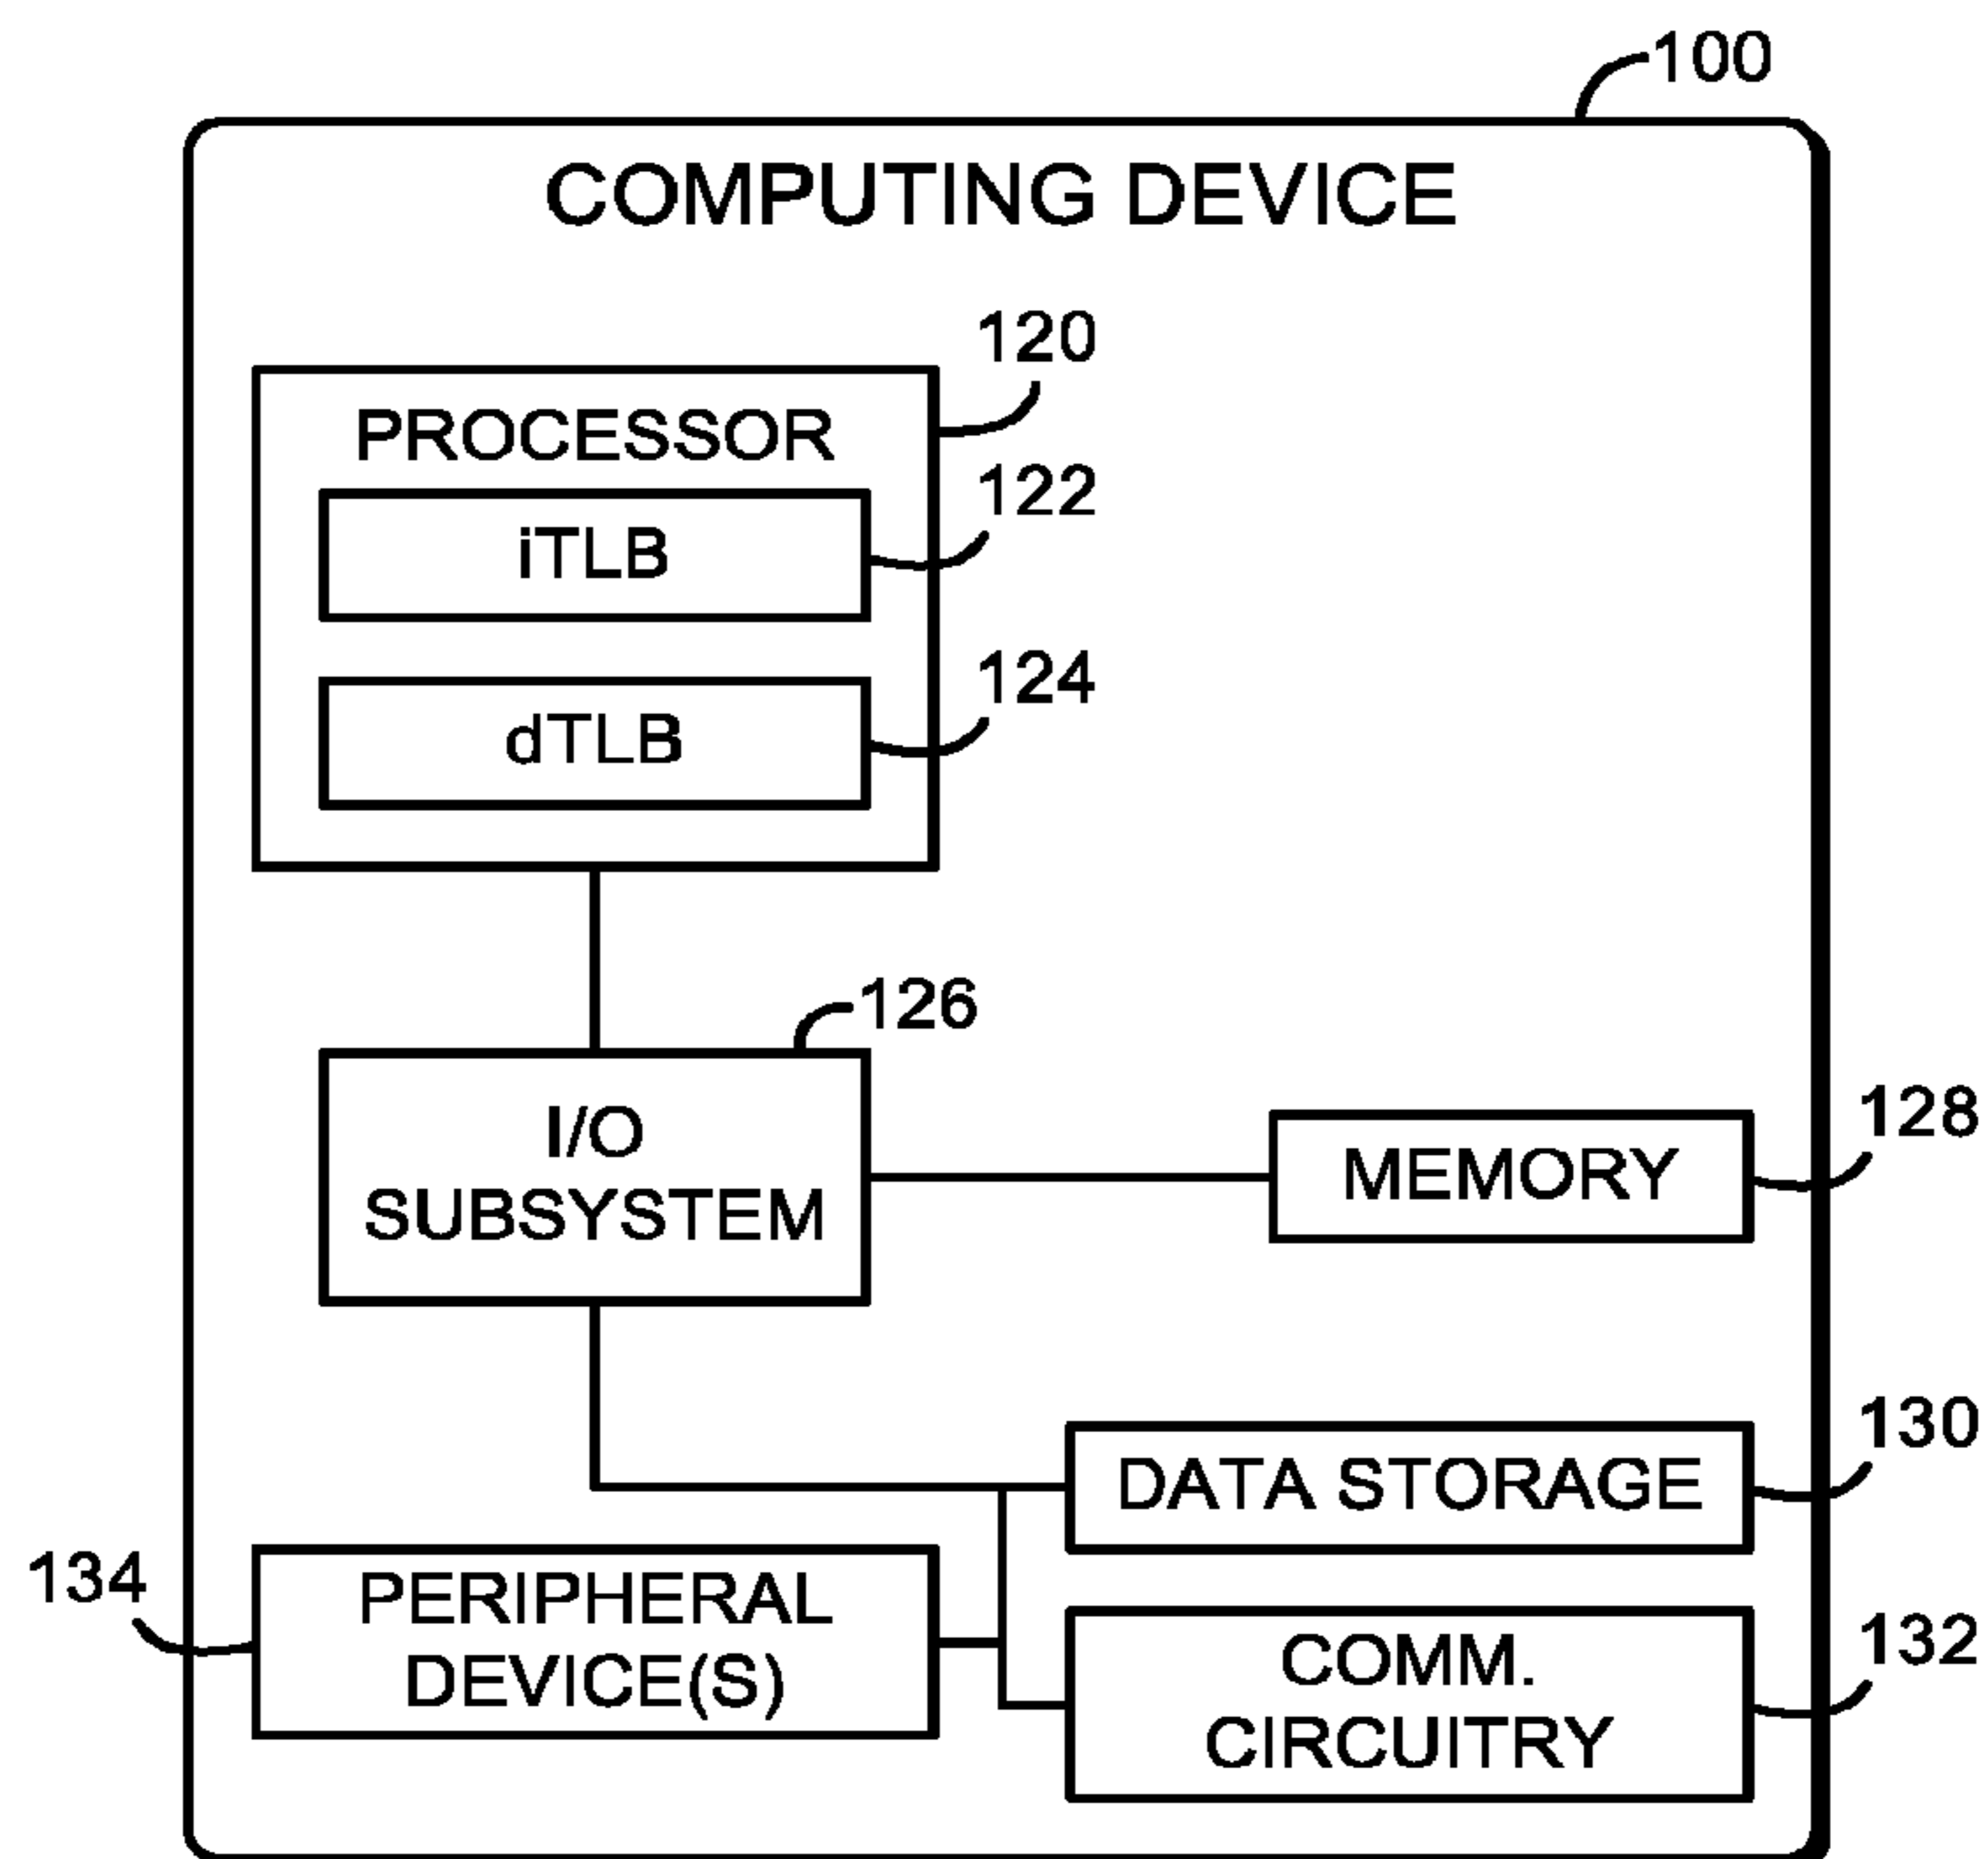 100
COMPUTING DEVICE
120
PROCESSOR
122
iTLB
124
dTLB
126
I/O
SUBSYSTEM
128
MEMORY
130
DATA STORAGE
134
PERIPHERAL
DEVICE(S)
132
COMM.
CIRCUITRY